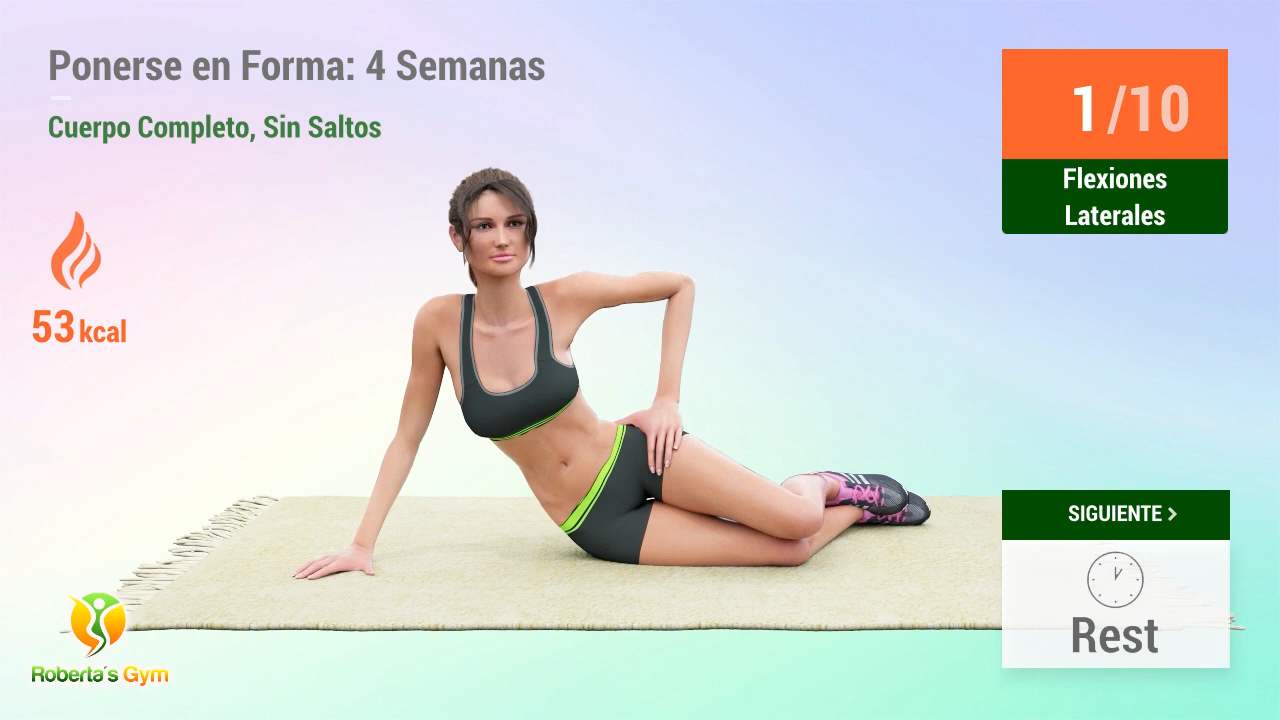 Ponerse en Forma: 4 Semanas
Cuerpo Completo, Sin Saltos
1/10
Flexiones
Laterales
53 kcal
SIGUIENTE
Rest
Roberta´s Gym